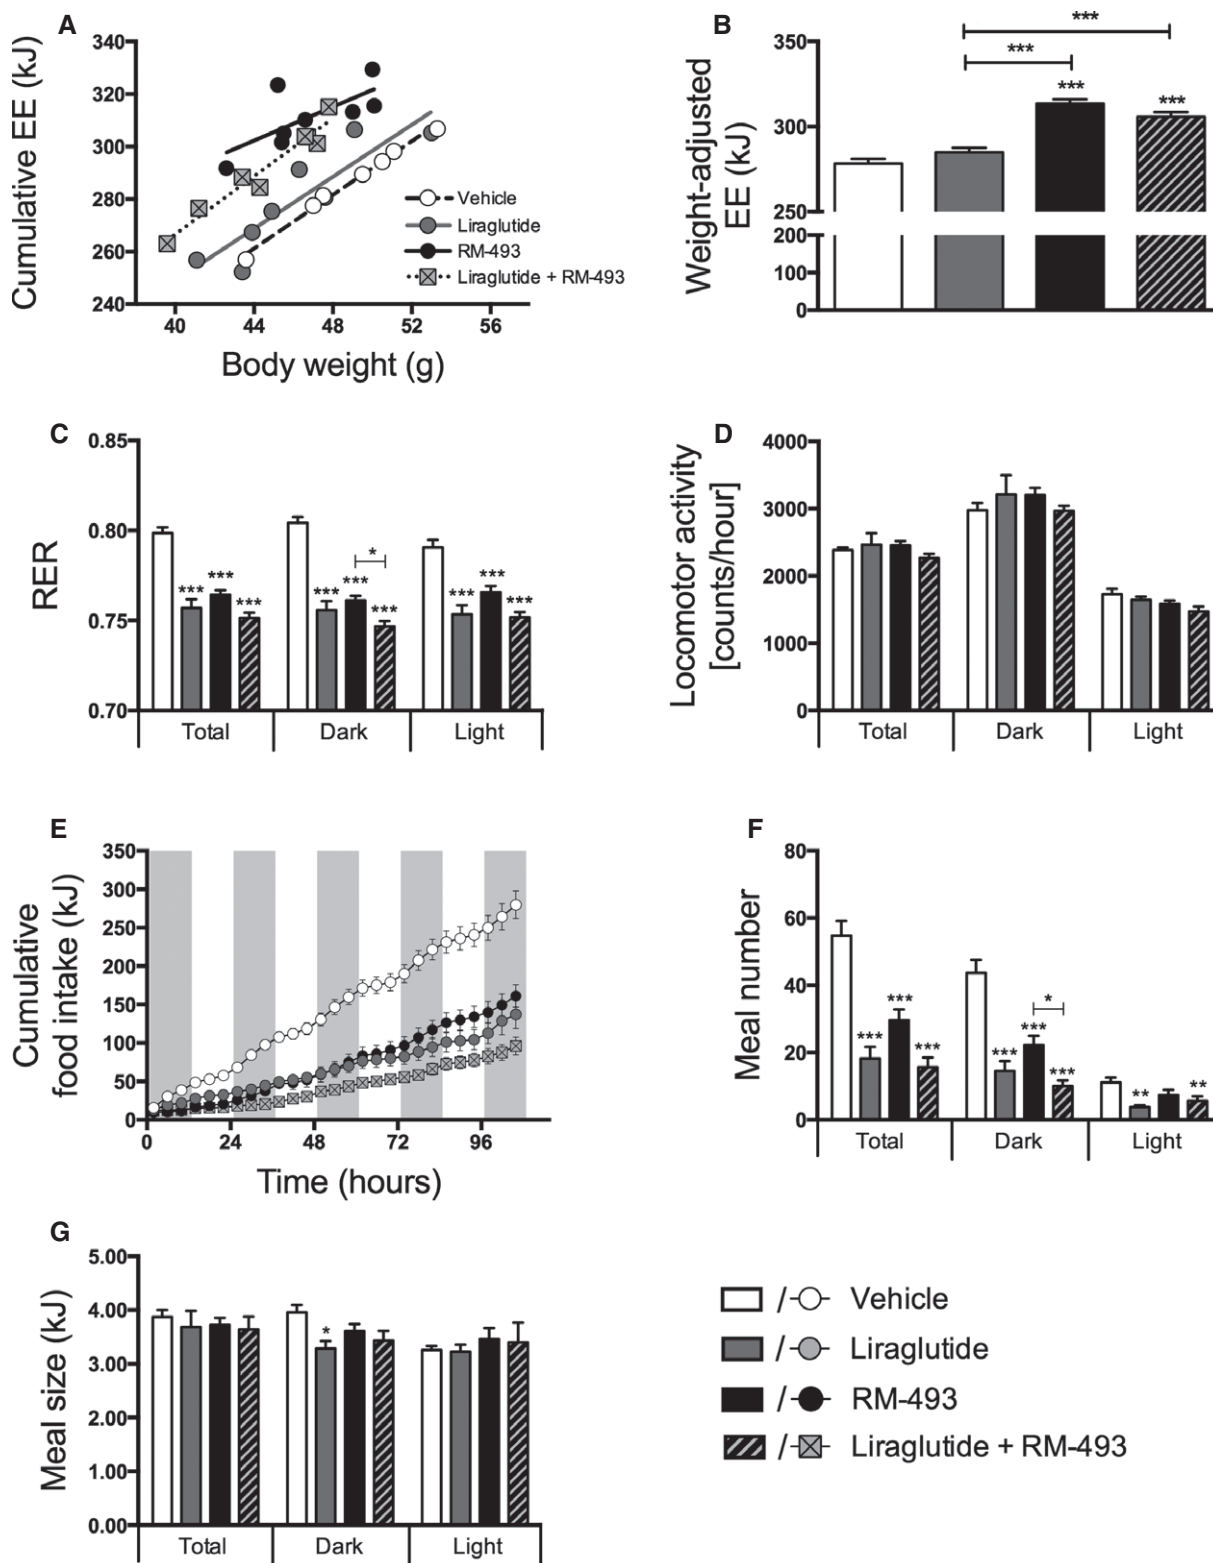 A
Cumulative EE (kJ)
340
320
300
280
260
240
40
44
48
52
56
Body weight (g)
Vehicle
Liraglutide
RM-493
Liraglutide + RM-493
B
Weight-adjusted
EE (kJ)
350
300
250
200
100
0
***
***
***
***
C
RER
0.85
0.80
0.75
0.70
***
***
***
***
***
*
***
***
***
***
Total
Dark
Light
D
Locomotor activity
[counts/hour]
4000
3000
2000
1000
0
Total
Dark
Light
E
Cumulative
food intake (kJ)
350
300
250
200
150
100
50
0
0
24
48
72
96
Time (hours)
F
Meal number
80
60
40
20
0
***
***
***
***
***
*
***
**
**
Total
Dark
Light
G
Meal size (kJ)
5.00
4.00
3.00
2.00
1.00
0.00
*
Total
Dark
Light
/ Vehicle
/ Liraglutide
/ RM-493
/ Liraglutide + RM-493